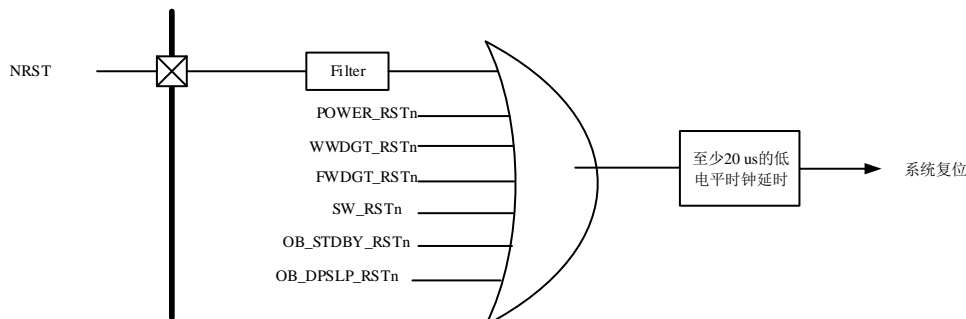 NRST
Filter
POWER_RSTn
WWDGT_RSTn
FWDGT_RSTn
SW_RSTn
OB_STDBY_RSTn
OB_DPSLP_RSTn
至少20 us的低
电平时钟延时
系统复位